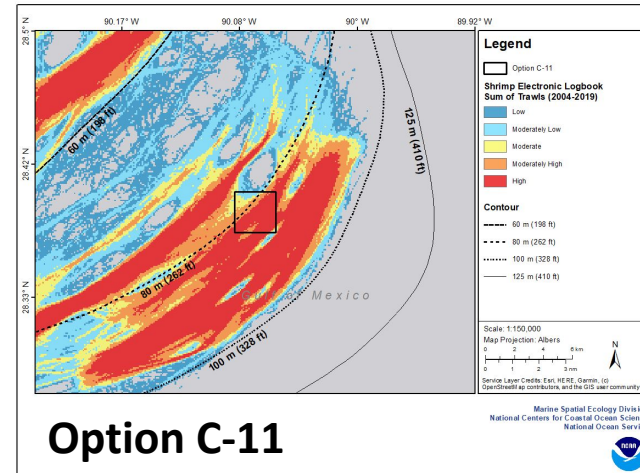 90.17° W
90.08° W
90° W
89.92° W
28.5° N
28.42° N
28.33° N
60 m (198 ft)
125 m (410 ft)
80 m (262 ft)
Gulf of Mexico
100 m (328 ft)
Legend
Option C-11
Shrimp Electronic Logbook
Sum of Trawls (2004-2019)
Low
Moderately Low
Moderate
Moderately High
High
Contour
60 m (198 ft)
80 m (262 ft)
100 m (328 ft)
125 m (410 ft)
Scale: 1:150,000
Map Projection: Albers
0 2 4 6 km
0 1 2 3 nm
N
Service Layer Credits: Esri, HERE, Garmin, (c)
OpenStreetMap contributors, and the GIS user community
Option C-11
Marine Spatial Ecology Divisi
National Centers for Coastal Ocean Scien
National Ocean Servi
noaa